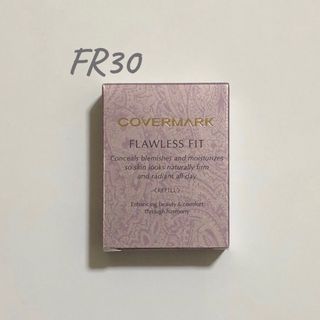 FR30
COVERMARK
FLAWLESS FIT
Conceals blemishes and moisturizes
so skin looks naturally firm
and radiant all day.
<REFILL>
Enhancing beauty & comfort
through harmony